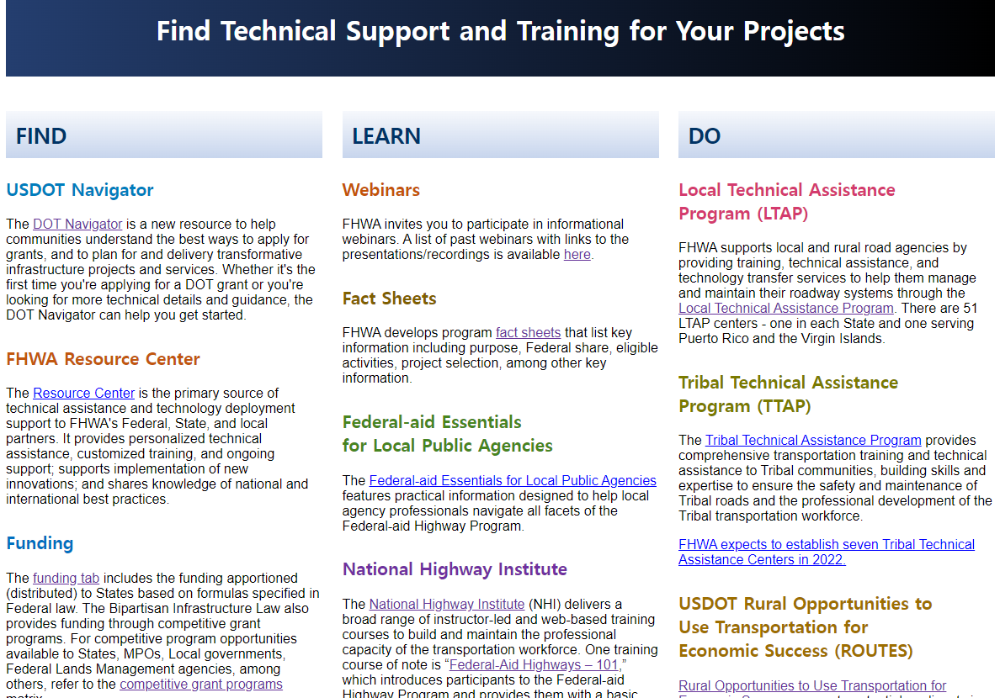 Find Technical Support and Training for Your Projects
FIND
USDOT Navigator
The DOT Navigator is a new resource to help
communities understand the best ways to apply for
grants, and to plan for and delivery transformative
infrastructure projects and services. Whether it's the
first time you're applying for a DOT grant or you're
looking for more technical details and guidance, the
DOT Navigator can help you get started.
FHWA Resource Center
The Resource Center is the primary source of
technical assistance and technology deployment
support to FHWA's Federal, State, and local
partners. It provides personalized technical
assistance, customized training, and ongoing
support; supports implementation of new
innovations; and shares knowledge of national and
international best practices.
Funding
The funding tab includes the funding apportioned
(distributed) to States based on formulas specified in
Federal law. The Bipartisan Infrastructure Law also
provides funding through competitive grant
programs. For competitive program opportunities
available to States, MPOs, Local governments,
Federal Lands Management agencies, among
others, refer to the competitive grant programs
LEARN
Webinars
FHWA invites you to participate in informational
webinars. A list of past webinars with links to the
presentations/recordings is available here.
Fact Sheets
FHWA develops program fact sheets that list key
information including purpose, Federal share, eligible
activities, project selection, among other key
information.
Federal-aid Essentials
for Local Public Agencies
The Federal-aid Essentials for Local Public Agencies
features practical information designed to help local
agency professionals navigate all facets of the
Federal-aid Highway Program.
National Highway Institute
The National Highway Institute (NHI) delivers a
broad range of instructor-led and web-based training
courses to build and maintain the professional
capacity of the transportation workforce. One training
course of note is “Federal-Aid Highways – 101,”
which introduces participants to the Federal-aid
Highway Program and provides them with a basic
DO
Local Technical Assistance
Program (LTAP)
FHWA supports local and rural road agencies by
providing training, technical assistance, and
technology transfer services to help them manage
and maintain their roadway systems through the
Local Technical Assistance Program. There are 51
LTAP centers - one in each State and one serving
Puerto Rico and the Virgin Islands.
Tribal Technical Assistance
Program (TTAP)
The Tribal Technical Assistance Program provides
comprehensive transportation training and technical
assistance to Tribal communities, building skills and
expertise to ensure the safety and maintenance of
Tribal roads and the professional development of the
Tribal transportation workforce.
FHWA expects to establish seven Tribal Technical
Assistance Centers in 2022.
USDOT Rural Opportunities to
Use Transportation for
Economic Success (ROUTES)
Rural Opportunities to Use Transportation for